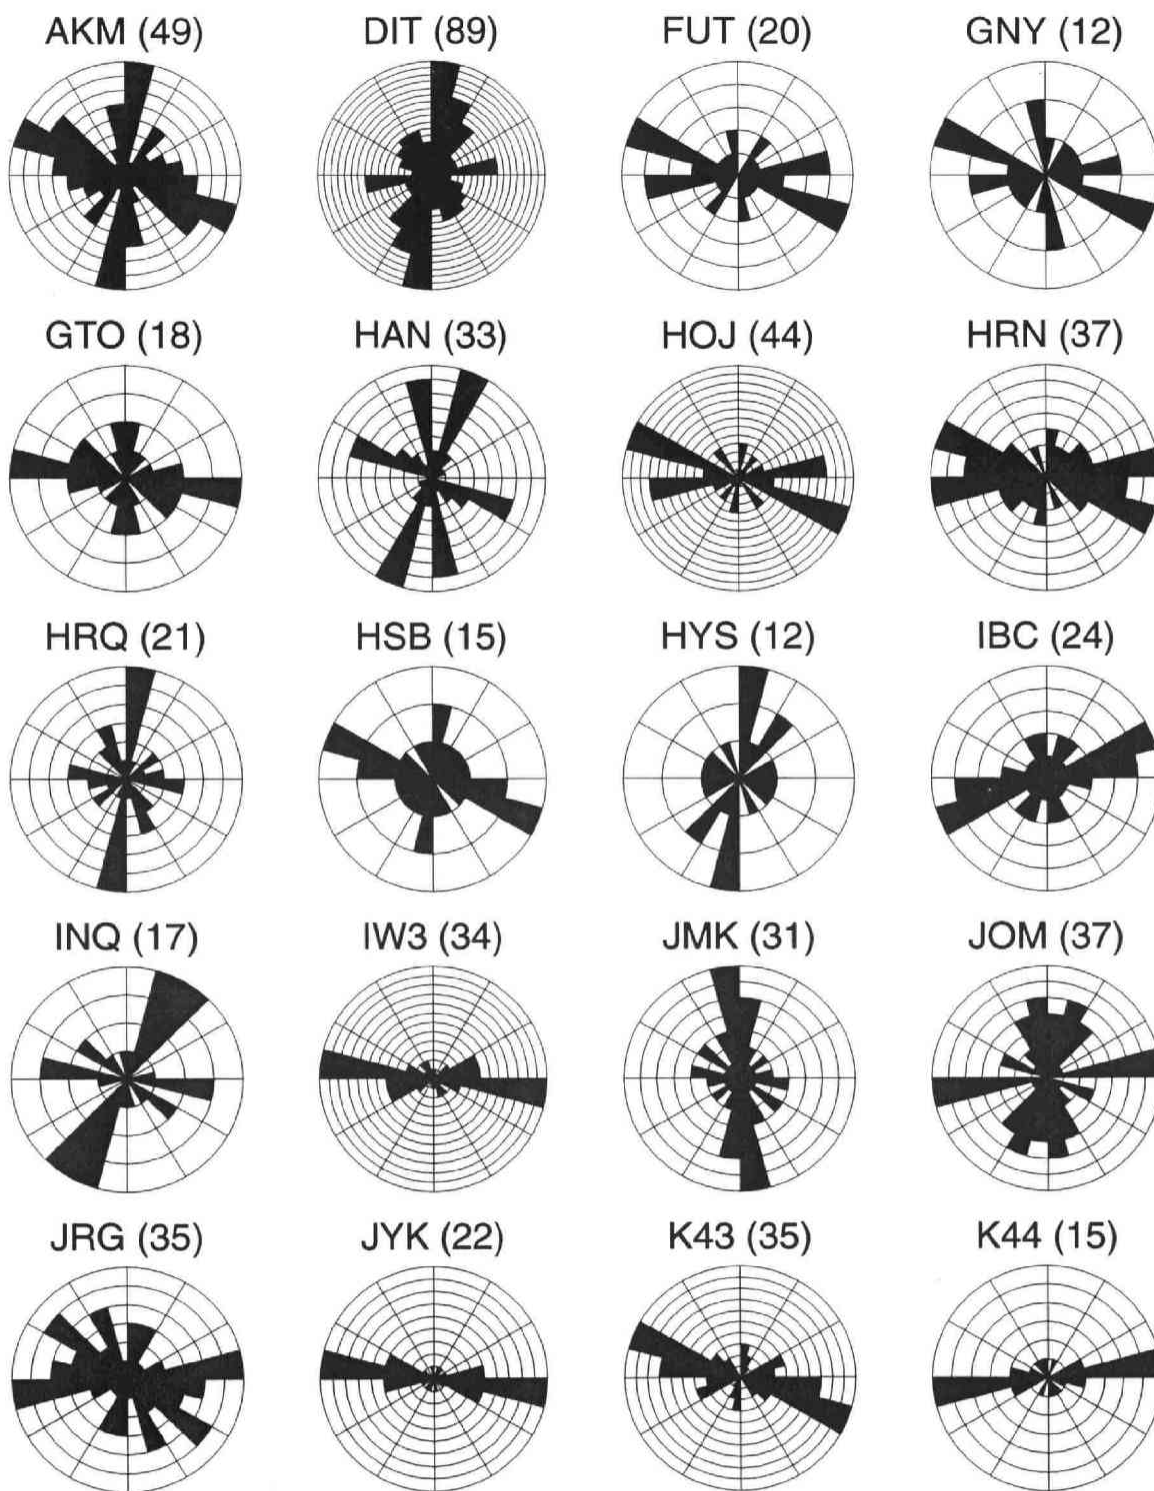 AKM (49) DIT (89) FUT (20) GNY (12)
GTO (18) HAN (33) HOJ (44) HRN (37)
HRQ (21) HSB (15) HYS (12) IBC (24)
INQ (17) IW3 (34) JMK (31) JOM (37)
JRG (35) JYK (22) K43 (35) K44 (15)